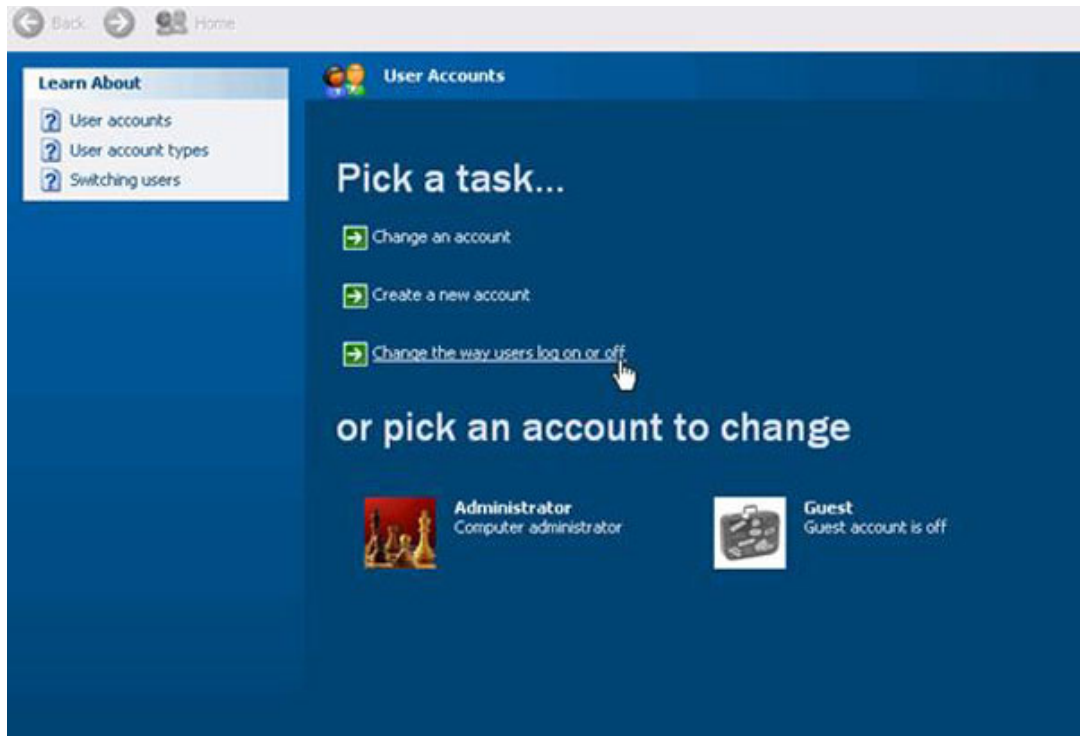 Back
Home
Learn About
User accounts
User account types
Switching users
User Accounts
Pick a task...
Change an account
Create a new account
Change the way users log on or off
or pick an account to change
Administrator
Computer administrator
Guest
Guest account is off